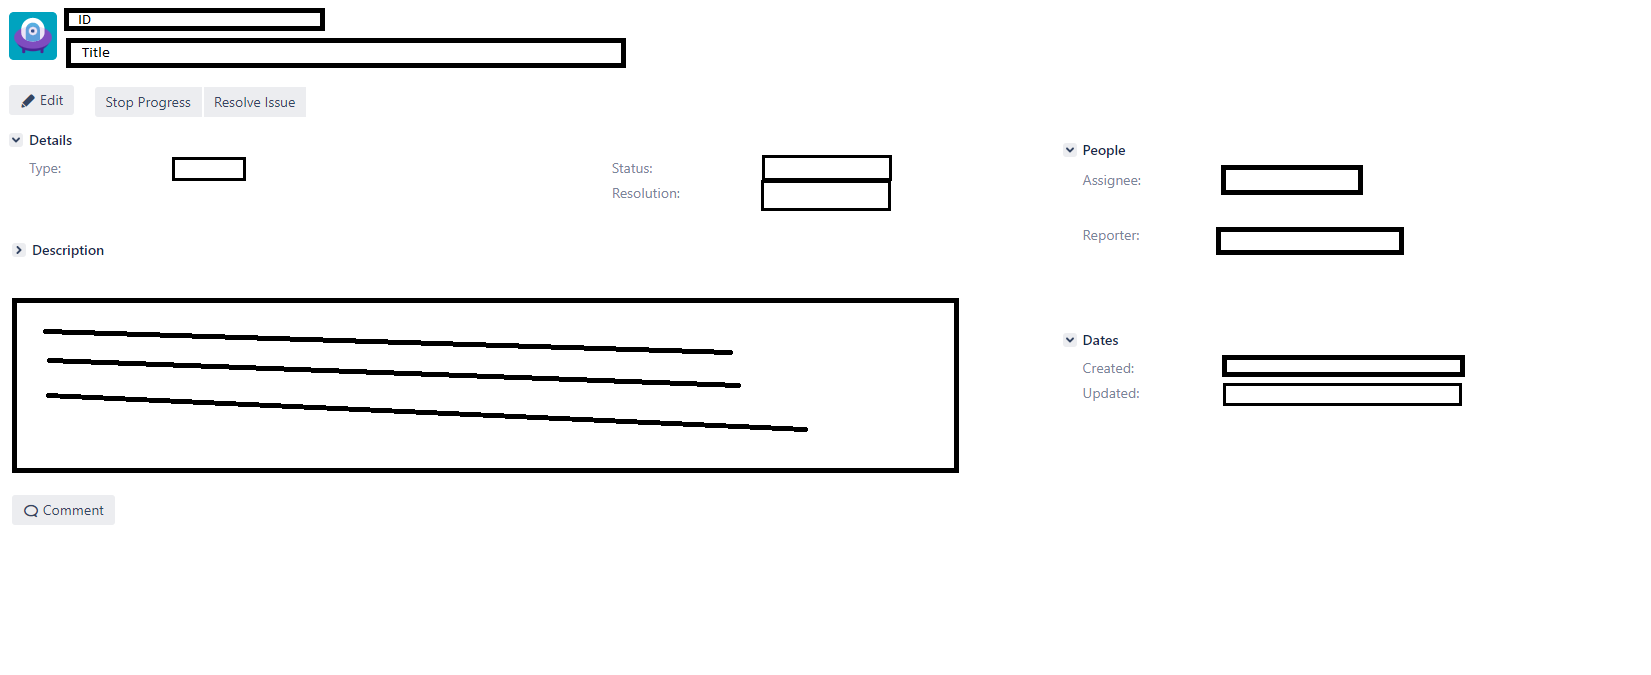 ID
Title
Edit
Stop Progress
Resolve Issue
Details
Type:
Status:
Resolution:
Description
Comment
People
Assignee:
Reporter:
Dates
Created:
Updated: